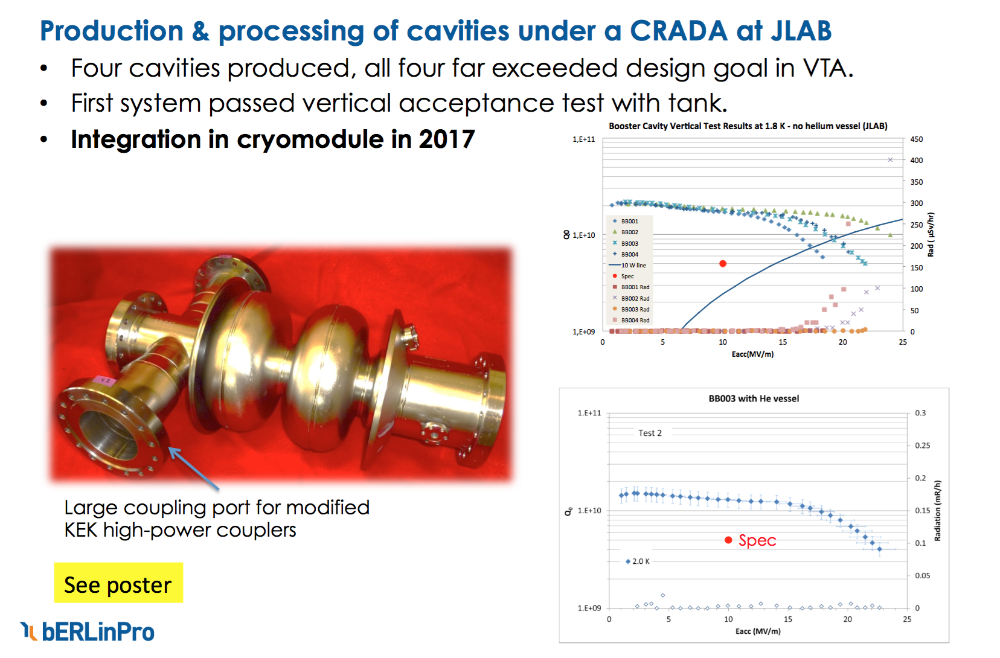 Production & processing of cavities under a CRADA at JLAB
• Four cavities produced, all four far exceeded design goal in VTA.
• First system passed vertical acceptance test with tank.
• Integration in cryomodule in 2017
Booster Cavity Vertical Test Results at 1.8 K - no helium vessel (JLAB)
1,E+11
1,E+10
1,E+09
Q0
450
400
350
300
250
200
150
100
50
0
Rad ( µSv/hr)
BB001
BB002
BB003
BB004
10 W line
Spec
BB001 Rad
BB002 Rad
BB003 Rad
BB004 Rad
0 5 10 15 20 25
Eacc(MV/m)
Large coupling port for modified
KEK high-power couplers
See poster
bERLinPro
BB003 with He vessel
1.E+11
1.E+10
1.E+09
Q₀
Test 2
Spec
2.0 K
0.3
0.25
0.2
0.15
0.1
0.05
0
Radiation (mR/h)
0 5 10 15 20 25
Eacc (MV/m)